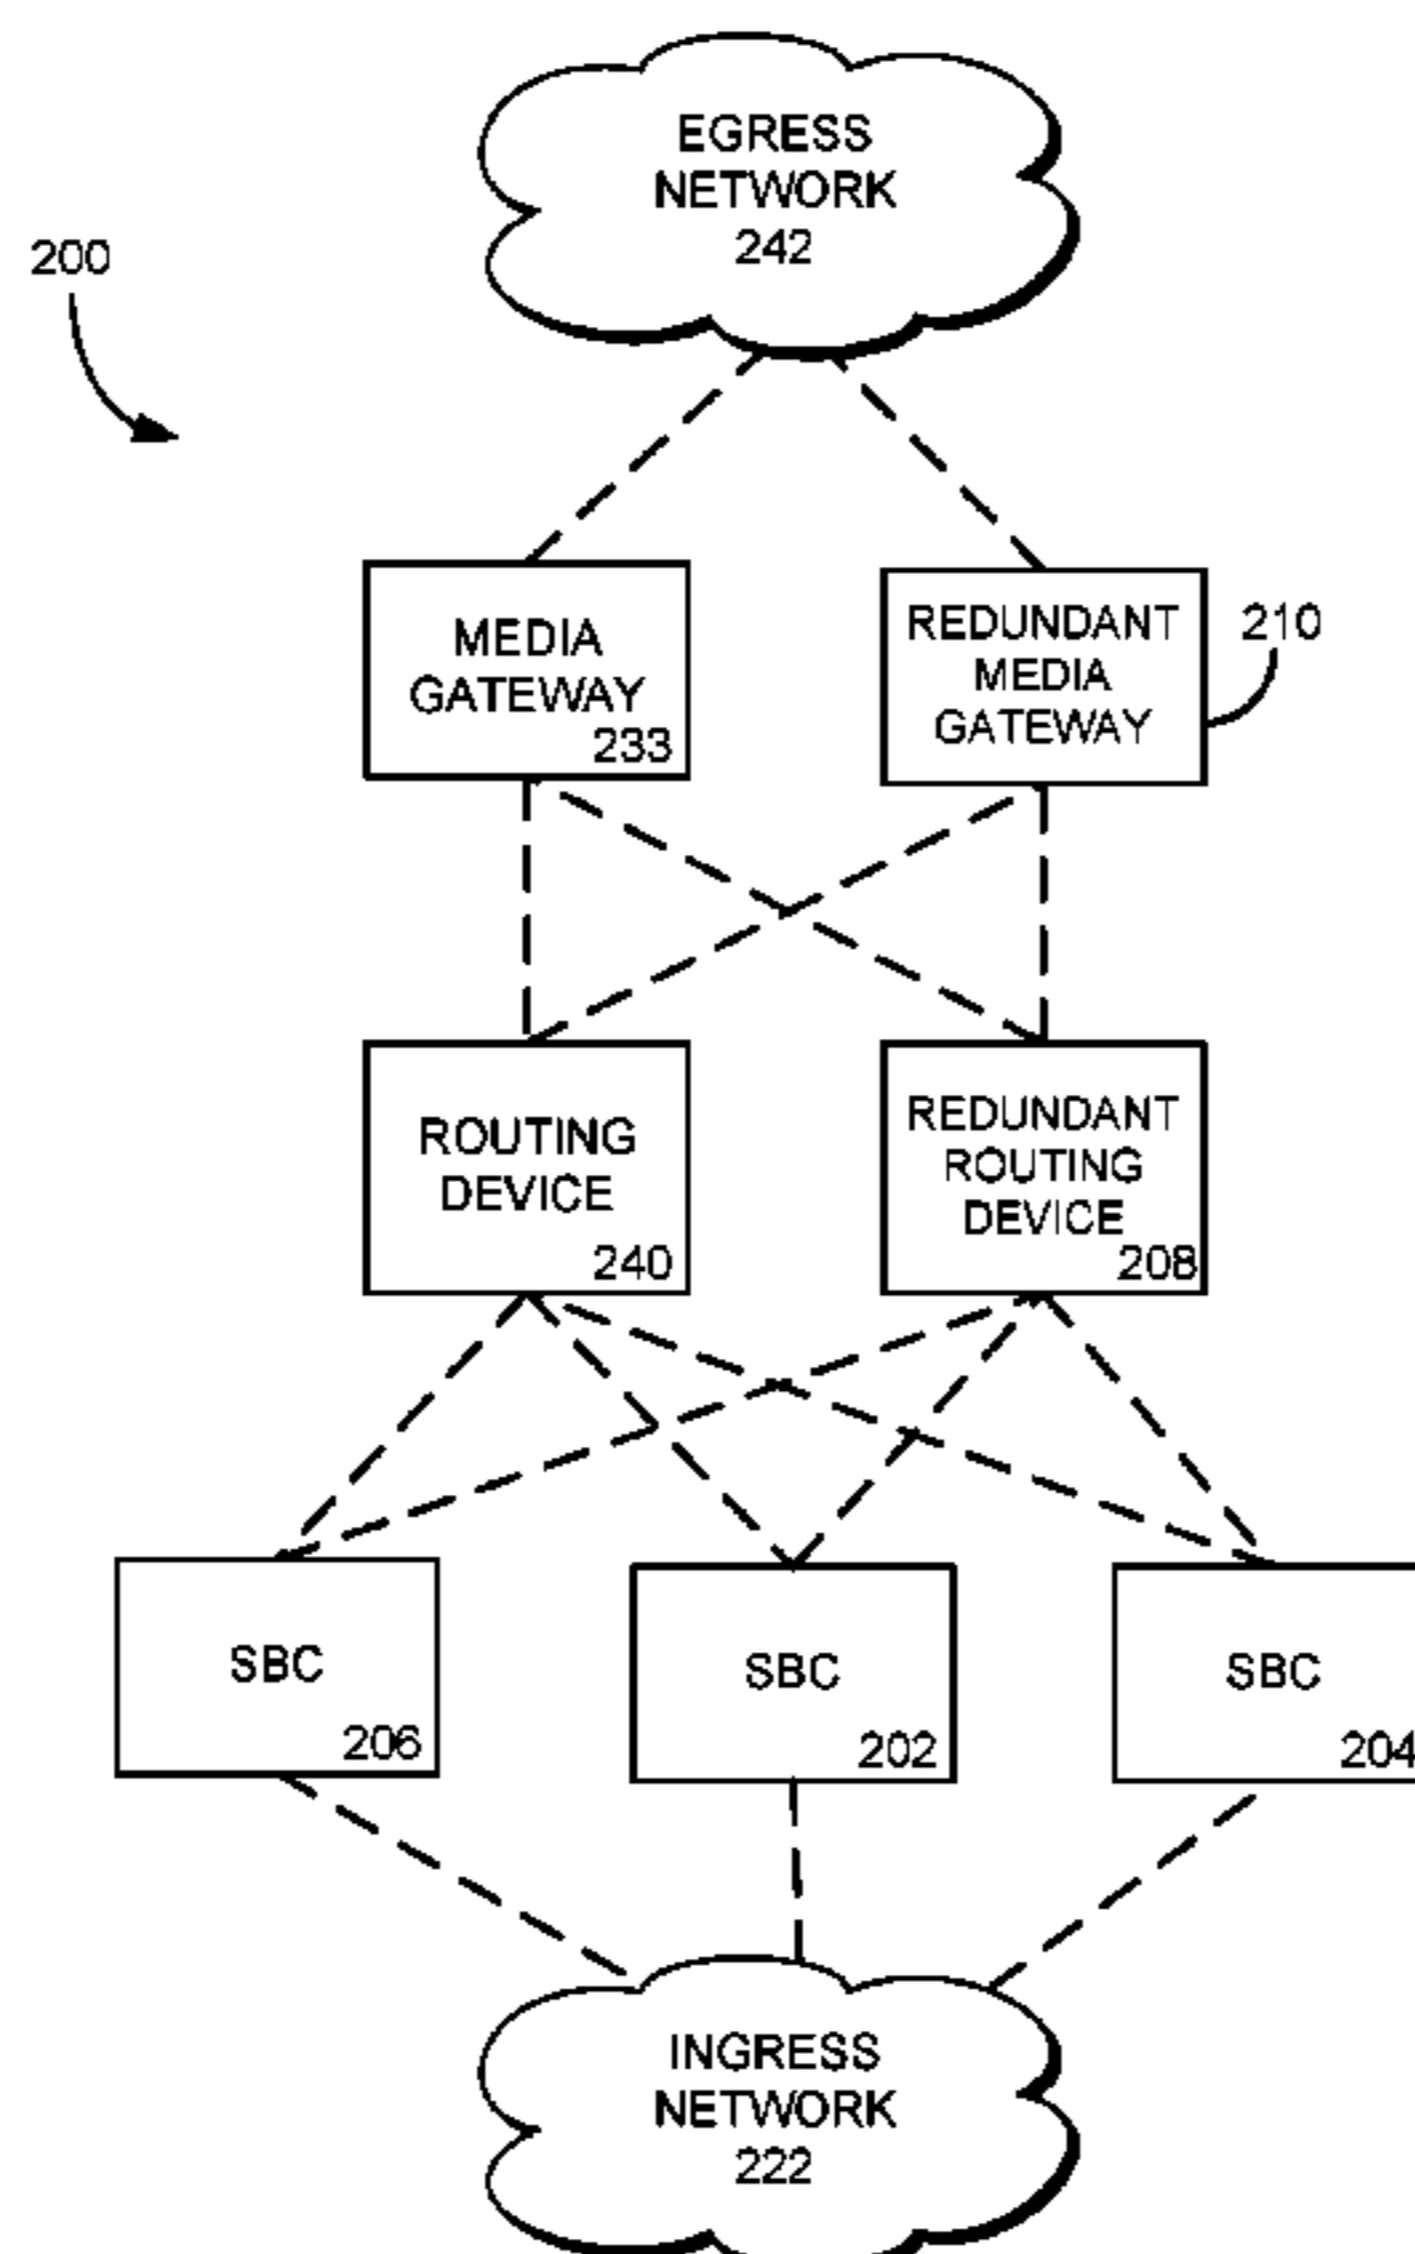 EGRESS
NETWORK
242
200
MEDIA
GATEWAY
233
REDUNDANT
MEDIA
GATEWAY
210
ROUTING
DEVICE
240
REDUNDANT
ROUTING
DEVICE
208
SBC
206
SBC
202
SBC
204
INGRESS
NETWORK
222